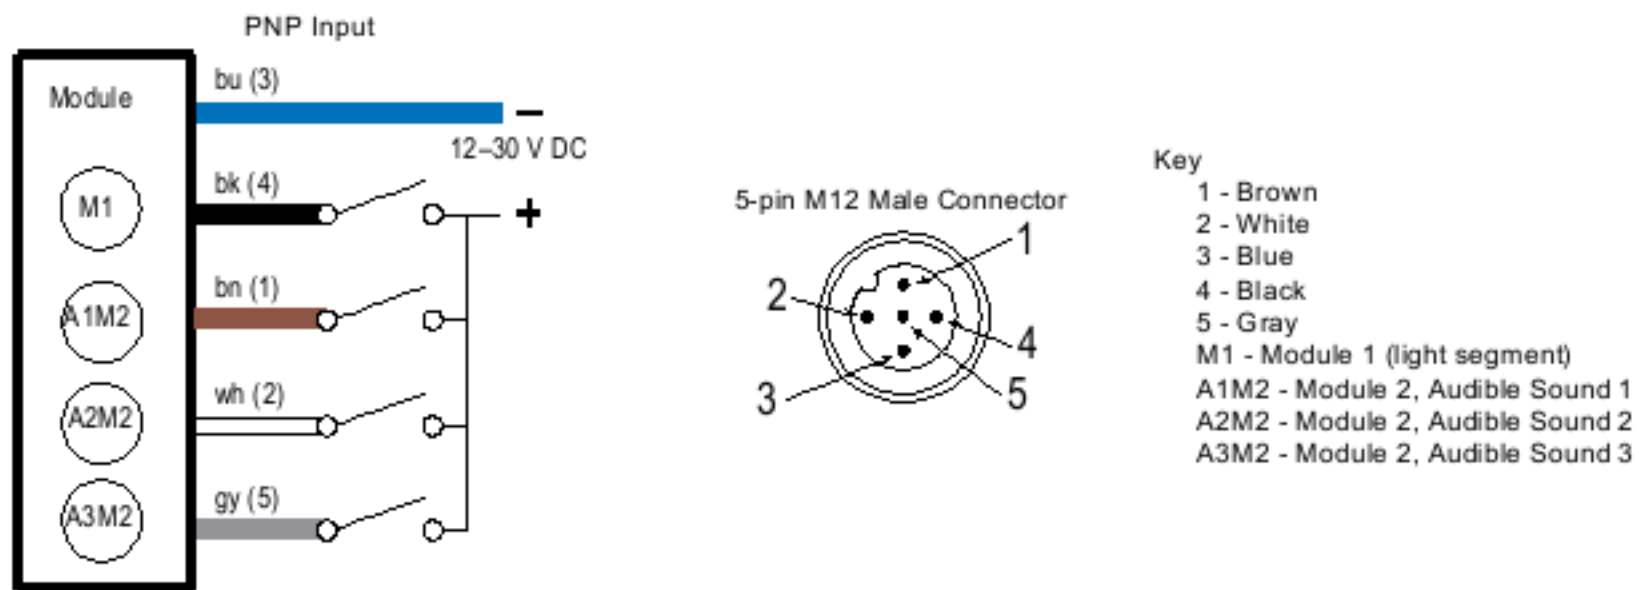 PNP Input
Module
bu (3)
−
12–30 V DC
bk (4)
M1
+
bn (1)
A1M2
wh (2)
A2M2
gy (5)
A3M2
5-pin M12 Male Connector
1
2
4
3
5
Key
1 - Brown
2 - White
3 - Blue
4 - Black
5 - Gray
M1 - Module 1 (light segment)
A1M2 - Module 2, Audible Sound 1
A2M2 - Module 2, Audible Sound 2
A3M2 - Module 2, Audible Sound 3